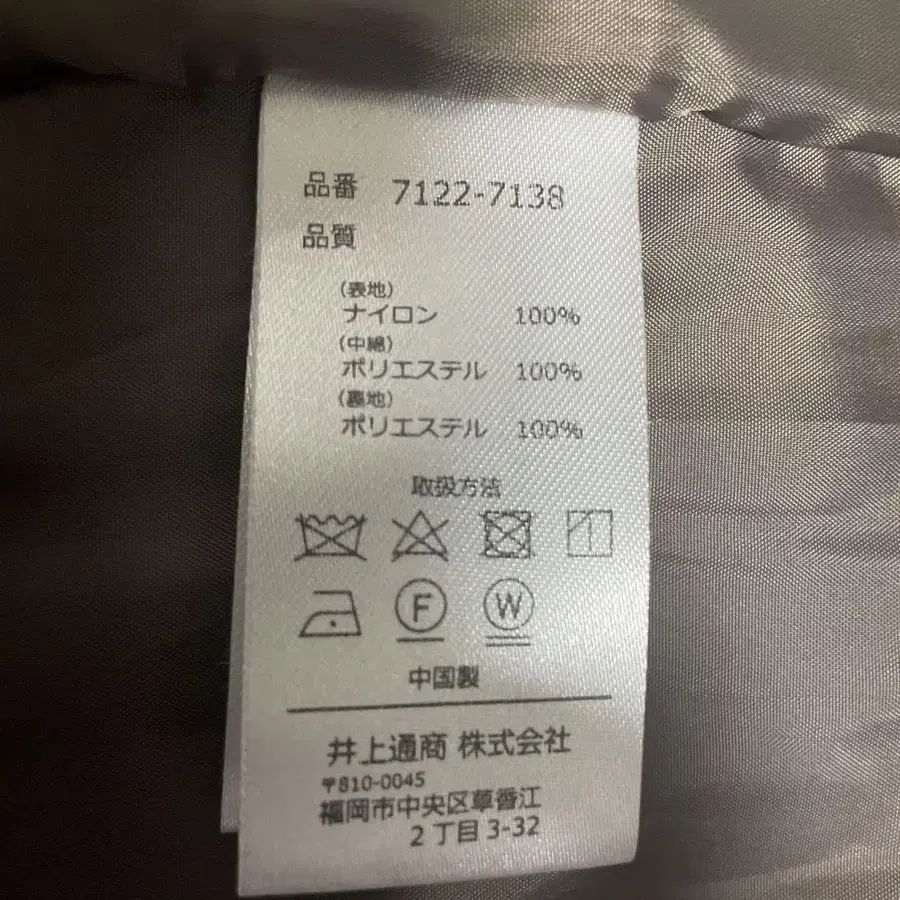 品番 7122-7138
品質
(表地)
ナイロン 100%
(中綿)
ポリエステル 100%
(裏地)
ポリエステル 100%
取扱方法
F W
中国製
井上通商 株式会社
〒810-0045
福岡市中央区草番江
2丁目3-32